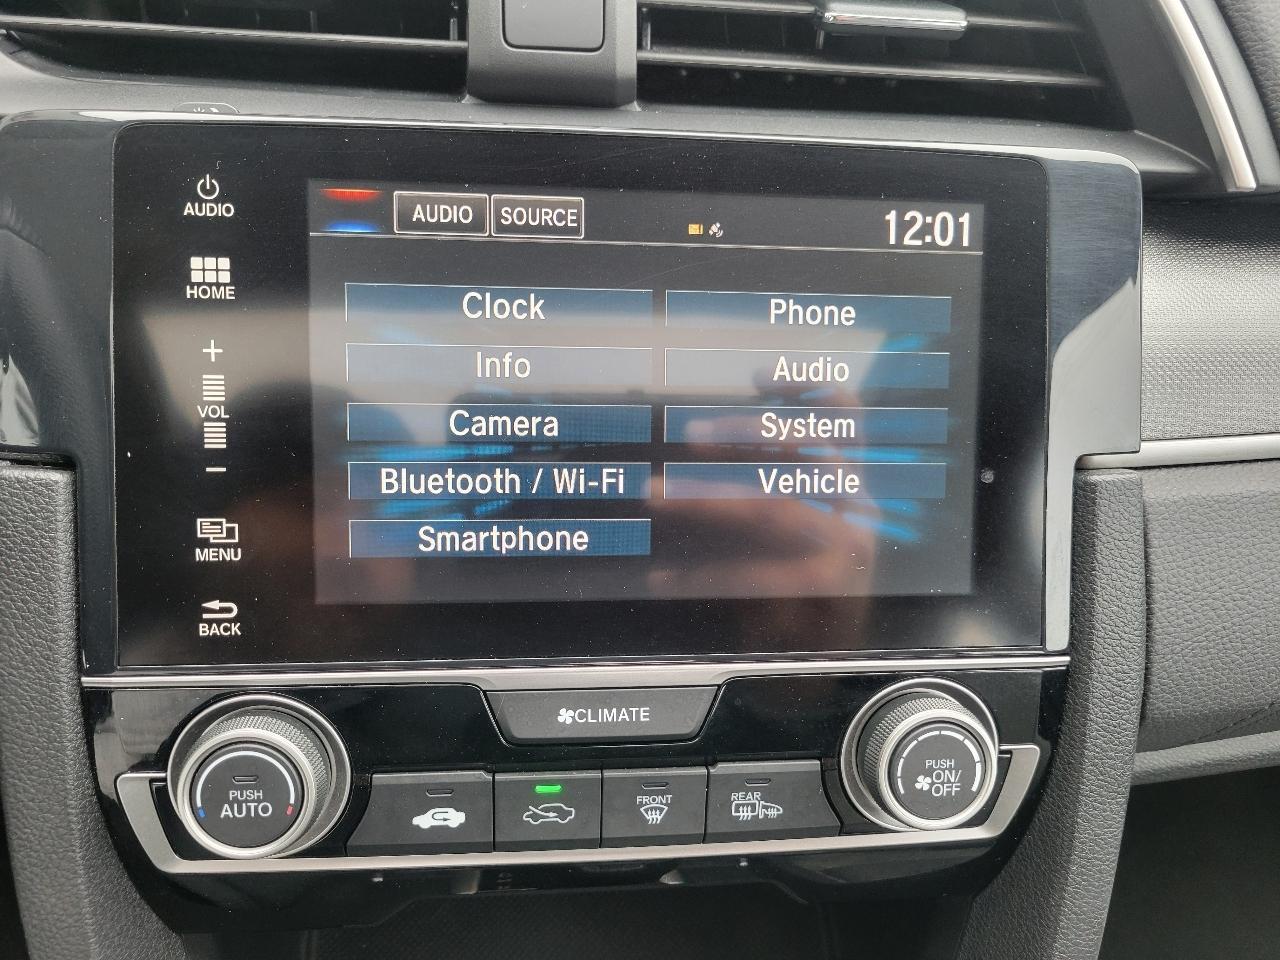 AUDIO
HOME
+
VOL
−
MENU
BACK
AUDIO SOURCE 12:01
Clock Phone
Info Audio
Camera System
Bluetooth / Wi-Fi Vehicle
Smartphone
CLIMATE
PUSH
AUTO
FRONT
REAR
PUSH
ON/
OFF